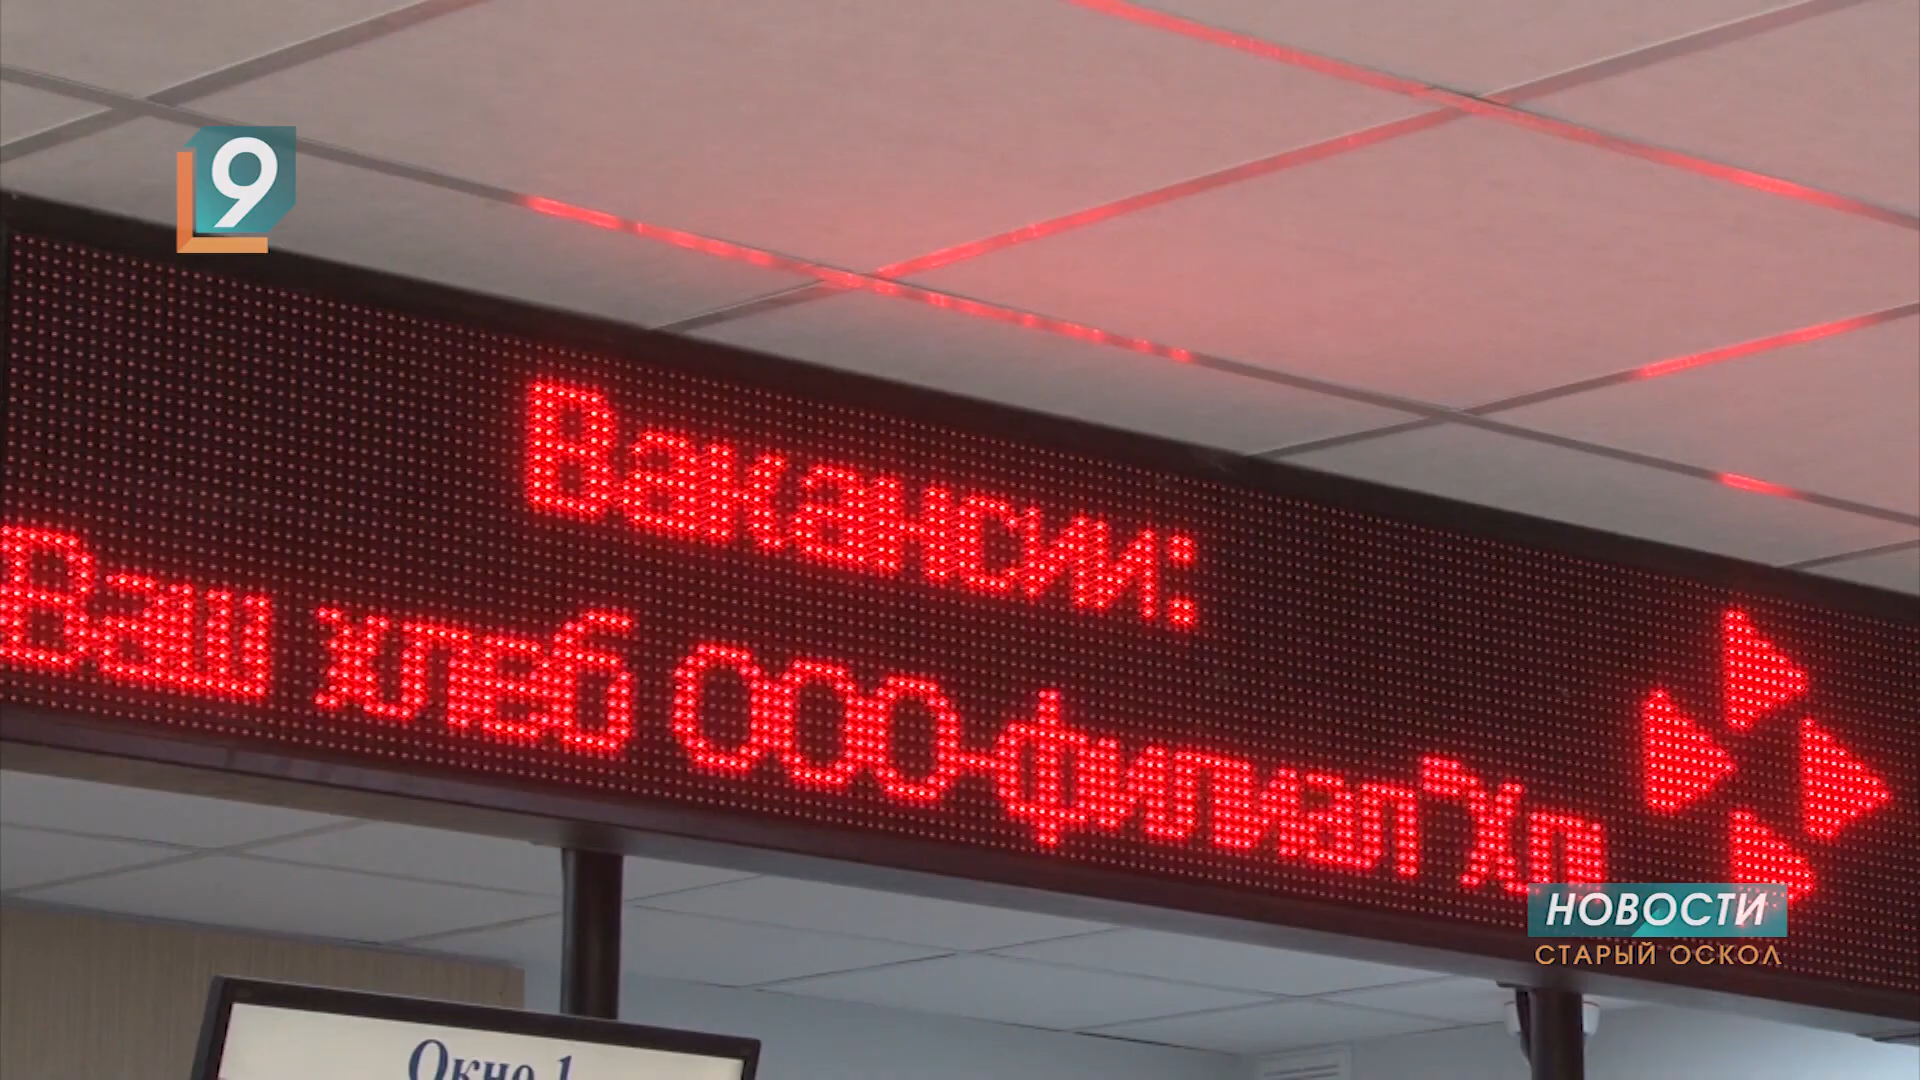 9
Вакансии:
Ваш хлеб ООО-филиал"Хл
НОВОСТИ
СТАРЫЙ ОСКОЛ
Окно 1